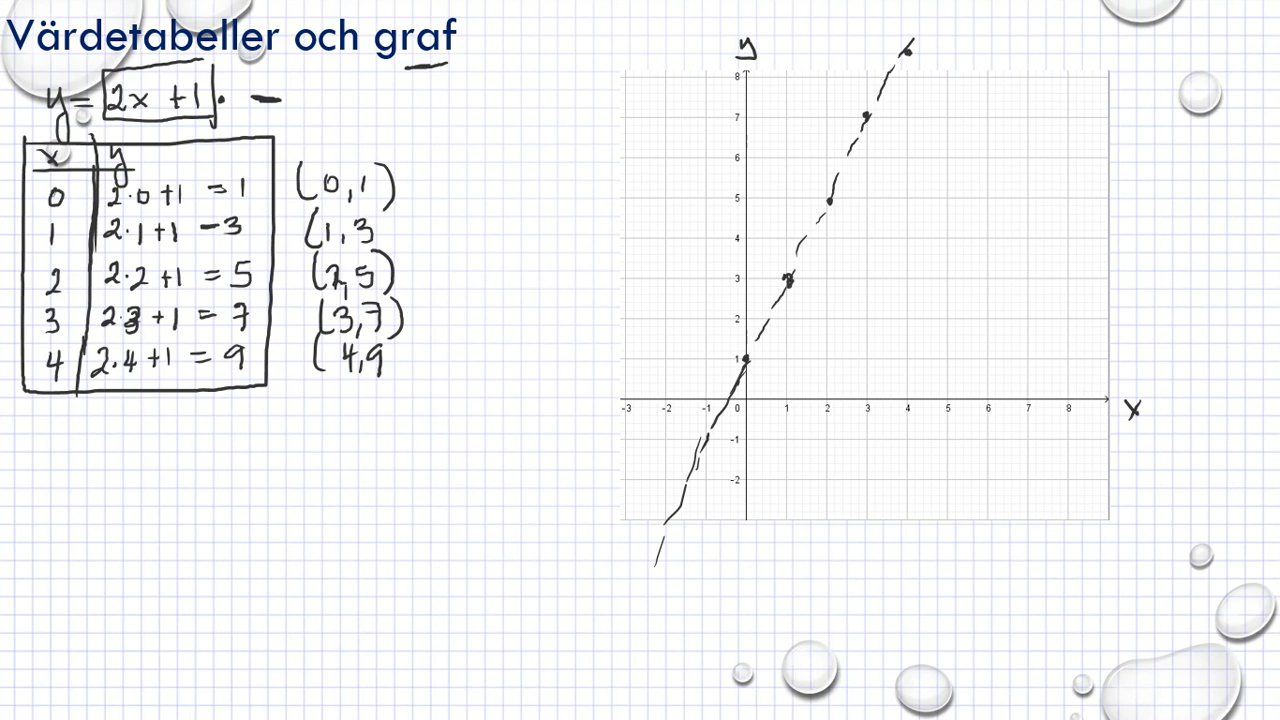 Värdetabeller och graf
y = 2x + 1
x y
0 2·0+1 = 1 (0,1)
1 2·1+1 - 3 (1,3
2 2·2+1 = 5 (2,5)
3 2·3+1 = 7 (3,7)
4 2·4+1 = 9 (4,9
y
8
7
6
5
4
3
2
1
-3 -2 -1 0 1 2 3 4 5 6 7 8 x
-1
-2